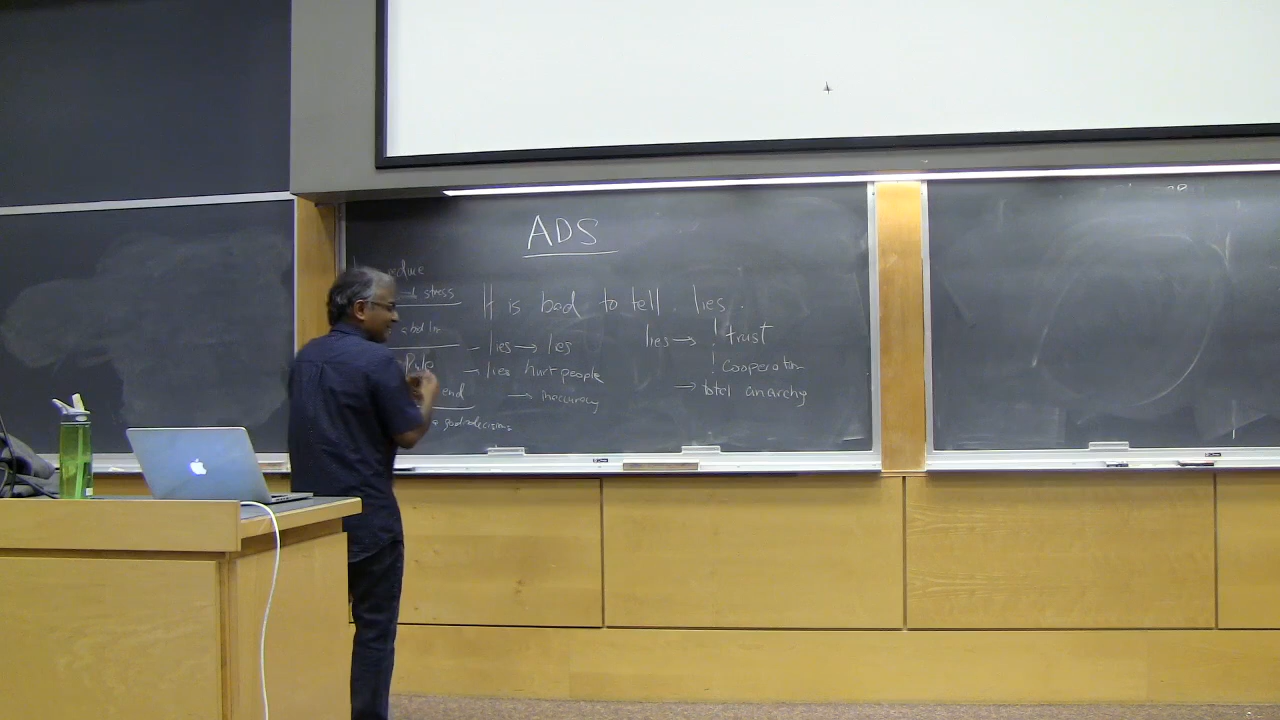 ADS
stress
It is bad to tell lies.
lies → lies
- lies hurt people
→ inaccuracy
end
lies → ! trust
! cooperation
→ total anarchy